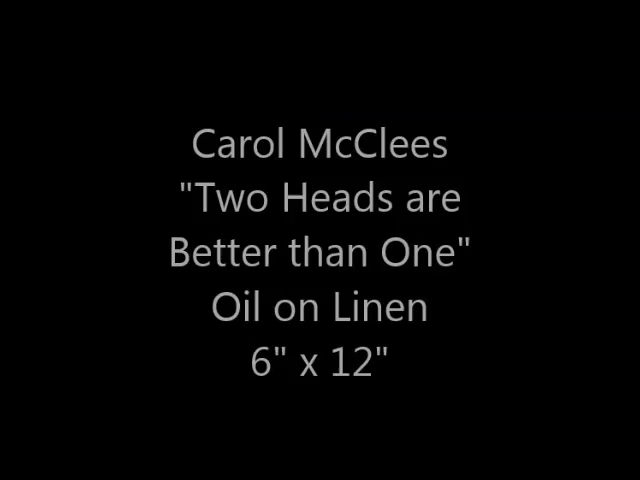 Carol McClees
"Two Heads are
Better than One"
Oil on Linen
6" x 12"